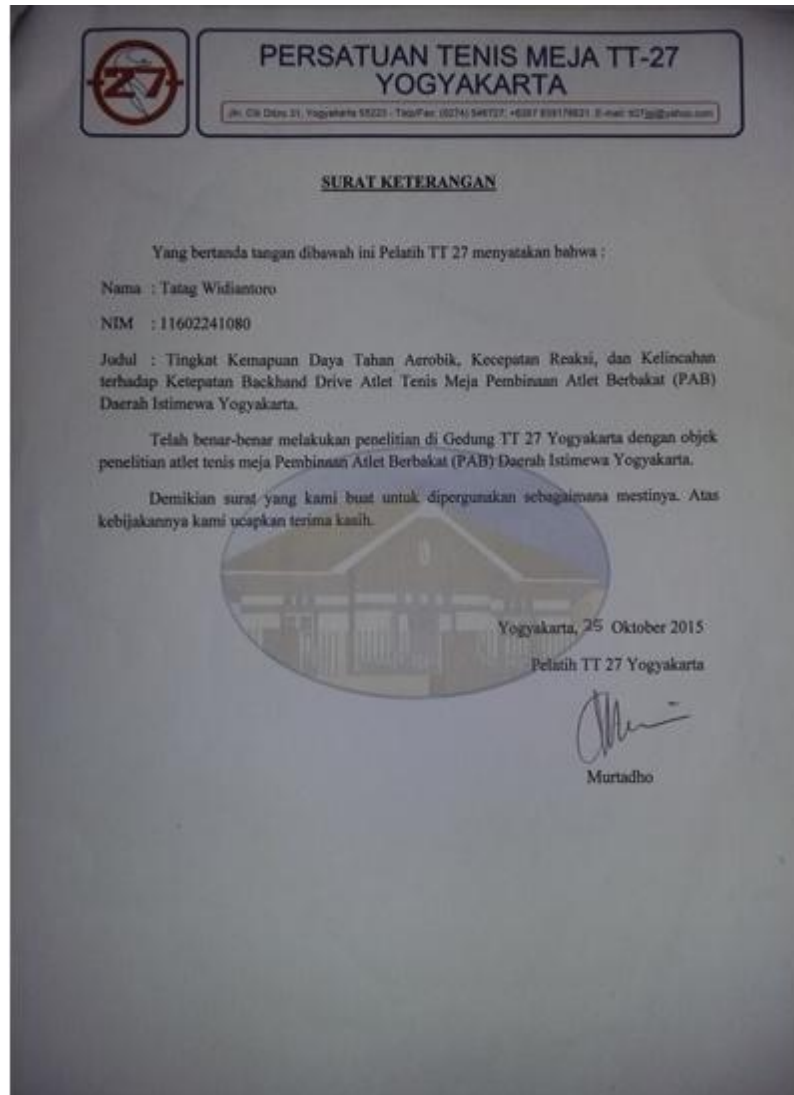 27
PERSATUAN TENIS MEJA TT-27
YOGYAKARTA
Yogyakarta 55223
SURAT KETERANGAN
Yang bertanda tangan dibawah ini Pelatih TT 27 menyatakan bahwa :
Nama : Tatag Widiantoro
NIM : 11602241080
Judul : Tingkat Kemapuan Daya Tahan Aerobik, Kecepatan Reaksi, dan Kelincahan
terhadap Ketepatan Backhand Drive Atlet Tenis Meja Pembinaan Atlet Berbakat (PAB)
Daerah Istimewa Yogyakarta.
Telah benar-benar melakukan penelitian di Gedung TT 27 Yogyakarta dengan objek
penelitian atlet tenis meja Pembinaan Atlet Berbakat (PAB) Daerah Istimewa Yogyakarta.
Demikian surat yang kami buat untuk dipergunakan sebagaimana mestinya. Atas
kebijakannya kami ucapkan terima kasih.
Yogyakarta, 25 Oktober 2015
Pelatih TT 27 Yogyakarta
Murtadho